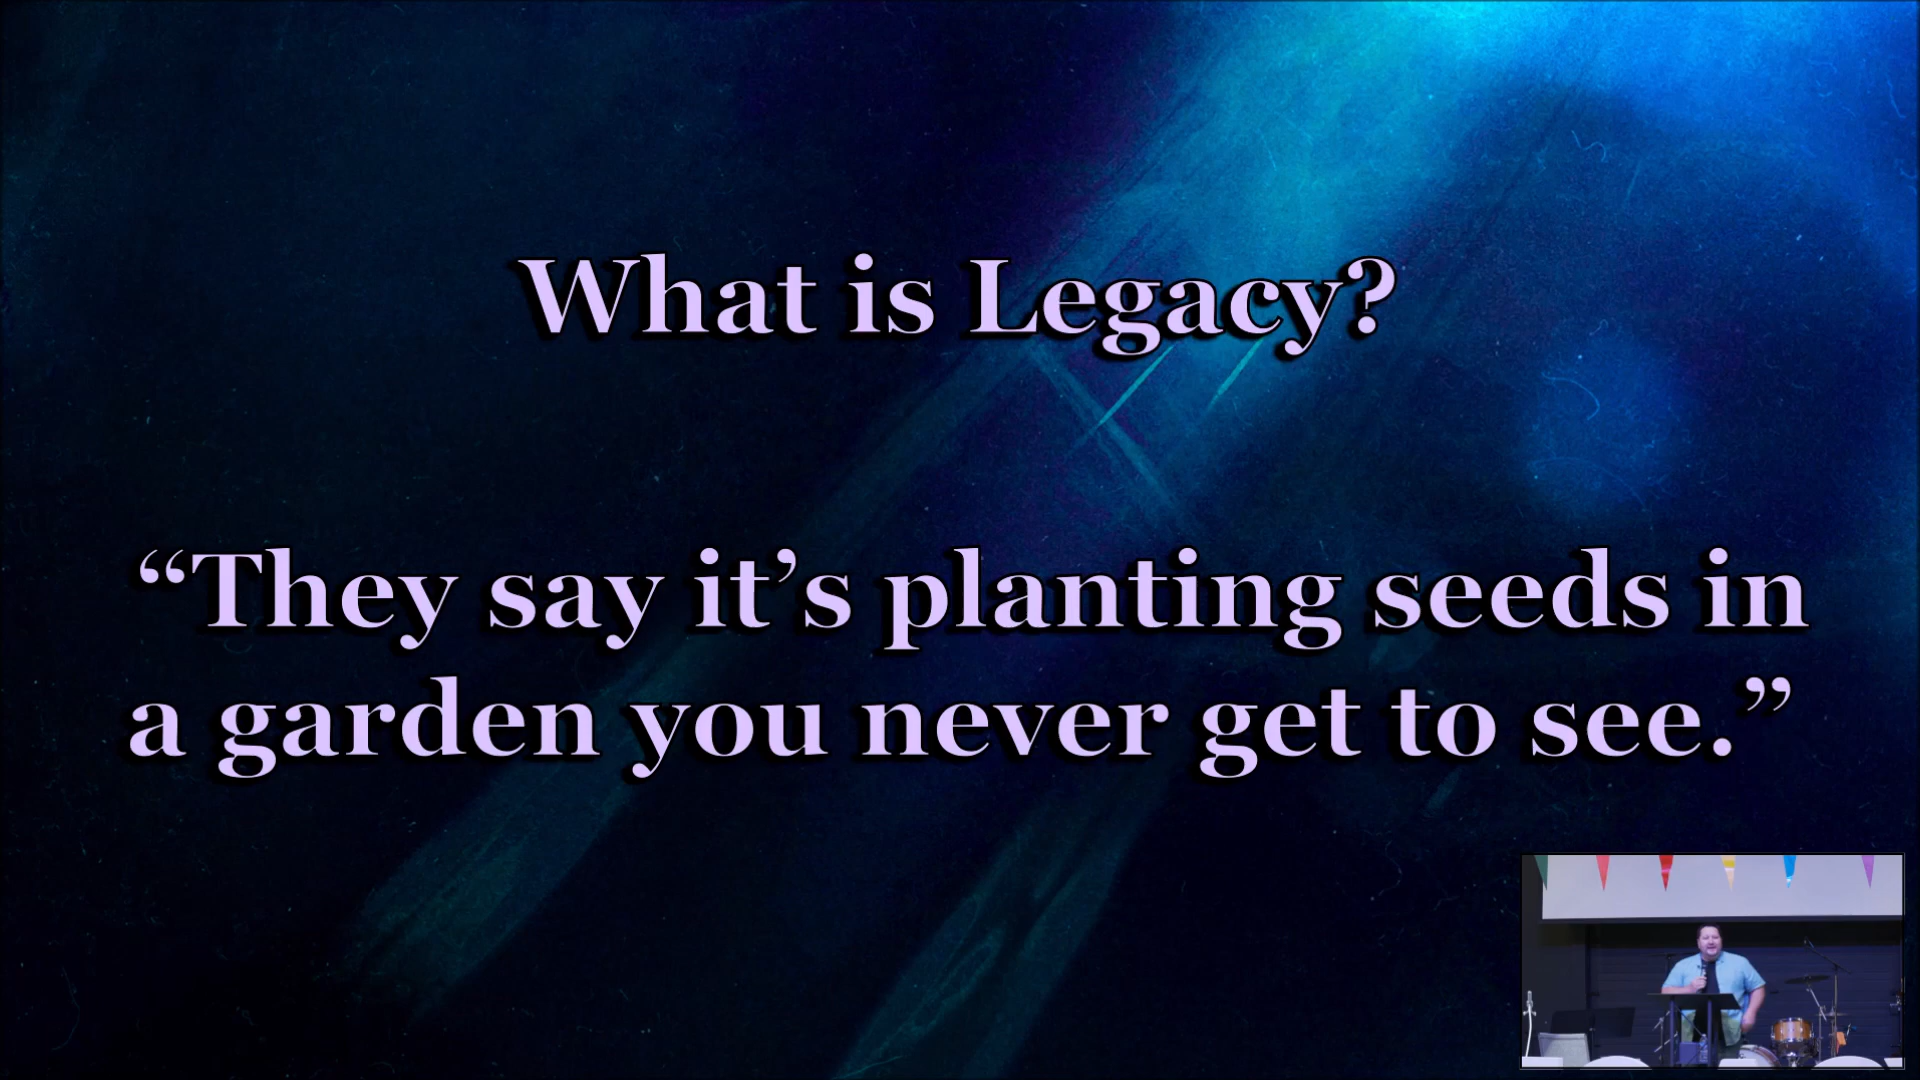 What is Legacy?
“They say it’s planting seeds in
a garden you never get to see.”